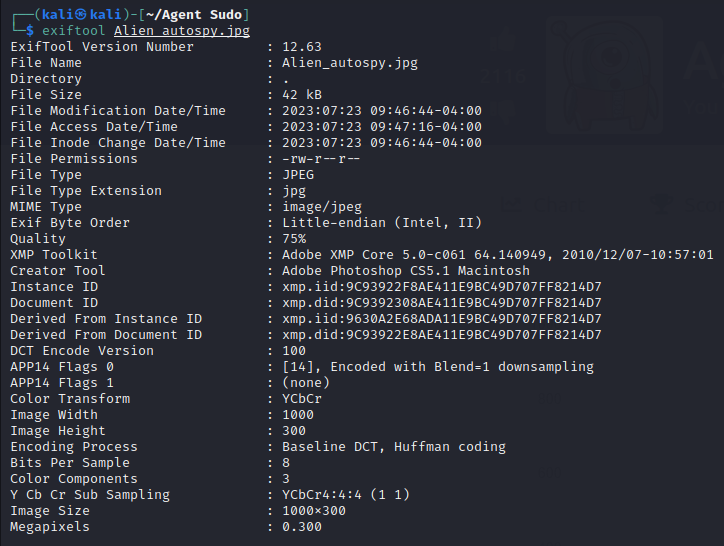 ┌──(kali㉿kali)-[~/Agent Sudo]
└─$ exiftool Alien_autospy.jpg
ExifTool Version Number : 12.63
File Name : Alien_autospy.jpg
Directory : .
File Size : 42 kB
File Modification Date/Time : 2023:07:23 09:46:44-04:00
File Access Date/Time : 2023:07:23 09:47:16-04:00
File Inode Change Date/Time : 2023:07:23 09:46:44-04:00
File Permissions : -rw-r--r--
File Type : JPEG
File Type Extension : jpg
MIME Type : image/jpeg
Exif Byte Order : Little-endian (Intel, II)
Quality : 75%
XMP Toolkit : Adobe XMP Core 5.0-c061 64.140949, 2010/12/07-10:57:01
Creator Tool : Adobe Photoshop CS5.1 Macintosh
Instance ID : xmp.iid:9C93922F8AE411E9BC49D707FF8214D7
Document ID : xmp.did:9C9392308AE411E9BC49D707FF8214D7
Derived From Instance ID : xmp.iid:9630A2E68ADA11E9BC49D707FF8214D7
Derived From Document ID : xmp.did:9C93922E8AE411E9BC49D707FF8214D7
DCT Encode Version : 100
APP14 Flags 0 : [14], Encoded with Blend=1 downsampling
APP14 Flags 1 : (none)
Color Transform : YCbCr
Image Width : 1000
Image Height : 300
Encoding Process : Baseline DCT, Huffman coding
Bits Per Sample : 8
Color Components : 3
Y Cb Cr Sub Sampling : YCbCr4:4:4 (1 1)
Image Size : 1000×300
Megapixels : 0.300